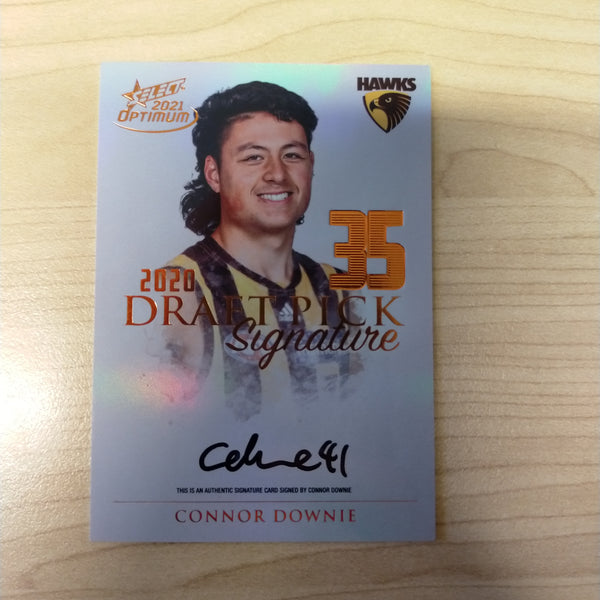 SELECT
2021
OPTIMUM
HAWKS
35
2020
DRAFT PICK
Signature
THIS IS AN AUTHENTIC SIGNATURE CARD SIGNED BY CONNOR DOWNIE
CONNOR DOWNIE